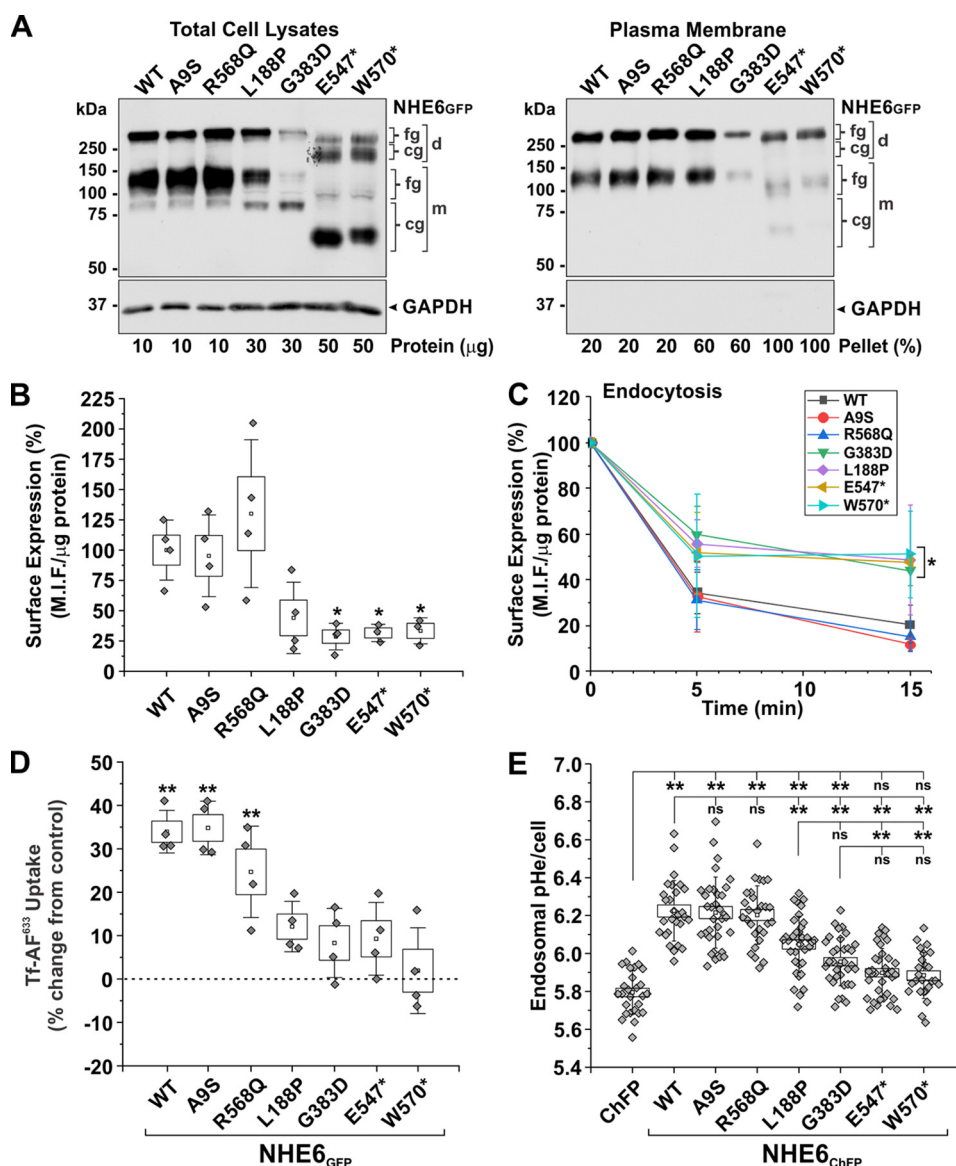 A
Total Cell Lysates
WT A9S R568Q L188P G383D E547* W570*
kDa
NHE6GFP
250
150
100
75
50
37
fg
cg
d
fg
cg
m
GAPDH
10 10 10 30 30 50 50 Protein (μg)
Plasma Membrane
WT A9S R568Q L188P G383D E547* W570*
kDa
NHE6GFP
250
150
100
75
50
37
fg
cg
d
fg
cg
m
GAPDH
20 20 20 60 60 100 100 Pellet (%)
B
Surface Expression (%)
(M.I.F./μg protein)
225
200
175
150
125
100
75
50
25
0
* * *
WT A9S R568Q L188P G383D E547* W570*
C
Endocytosis
Surface Expression (%)
(M.I.F./μg protein)
120
100
80
60
40
20
0
WT
A9S
R568Q
G383D
L188P
E547*
W570*
*
0 5 10 15
Time (min)
D
Tf-AF633 Uptake
(% change from control)
50
40
30
20
10
0
-10
-20
** ** **
WT A9S R568Q L188P G383D E547* W570*
NHE6GFP
E
Endosomal pHe/cell
7.0
6.8
6.6
6.4
6.2
6.0
5.8
5.6
5.4
** ** ** ** ** ns ns
ns ns ** ** ** **
ns ** **
ns ns
ChFP WT A9S R568Q L188P G383D E547* W570*
NHE6ChFP